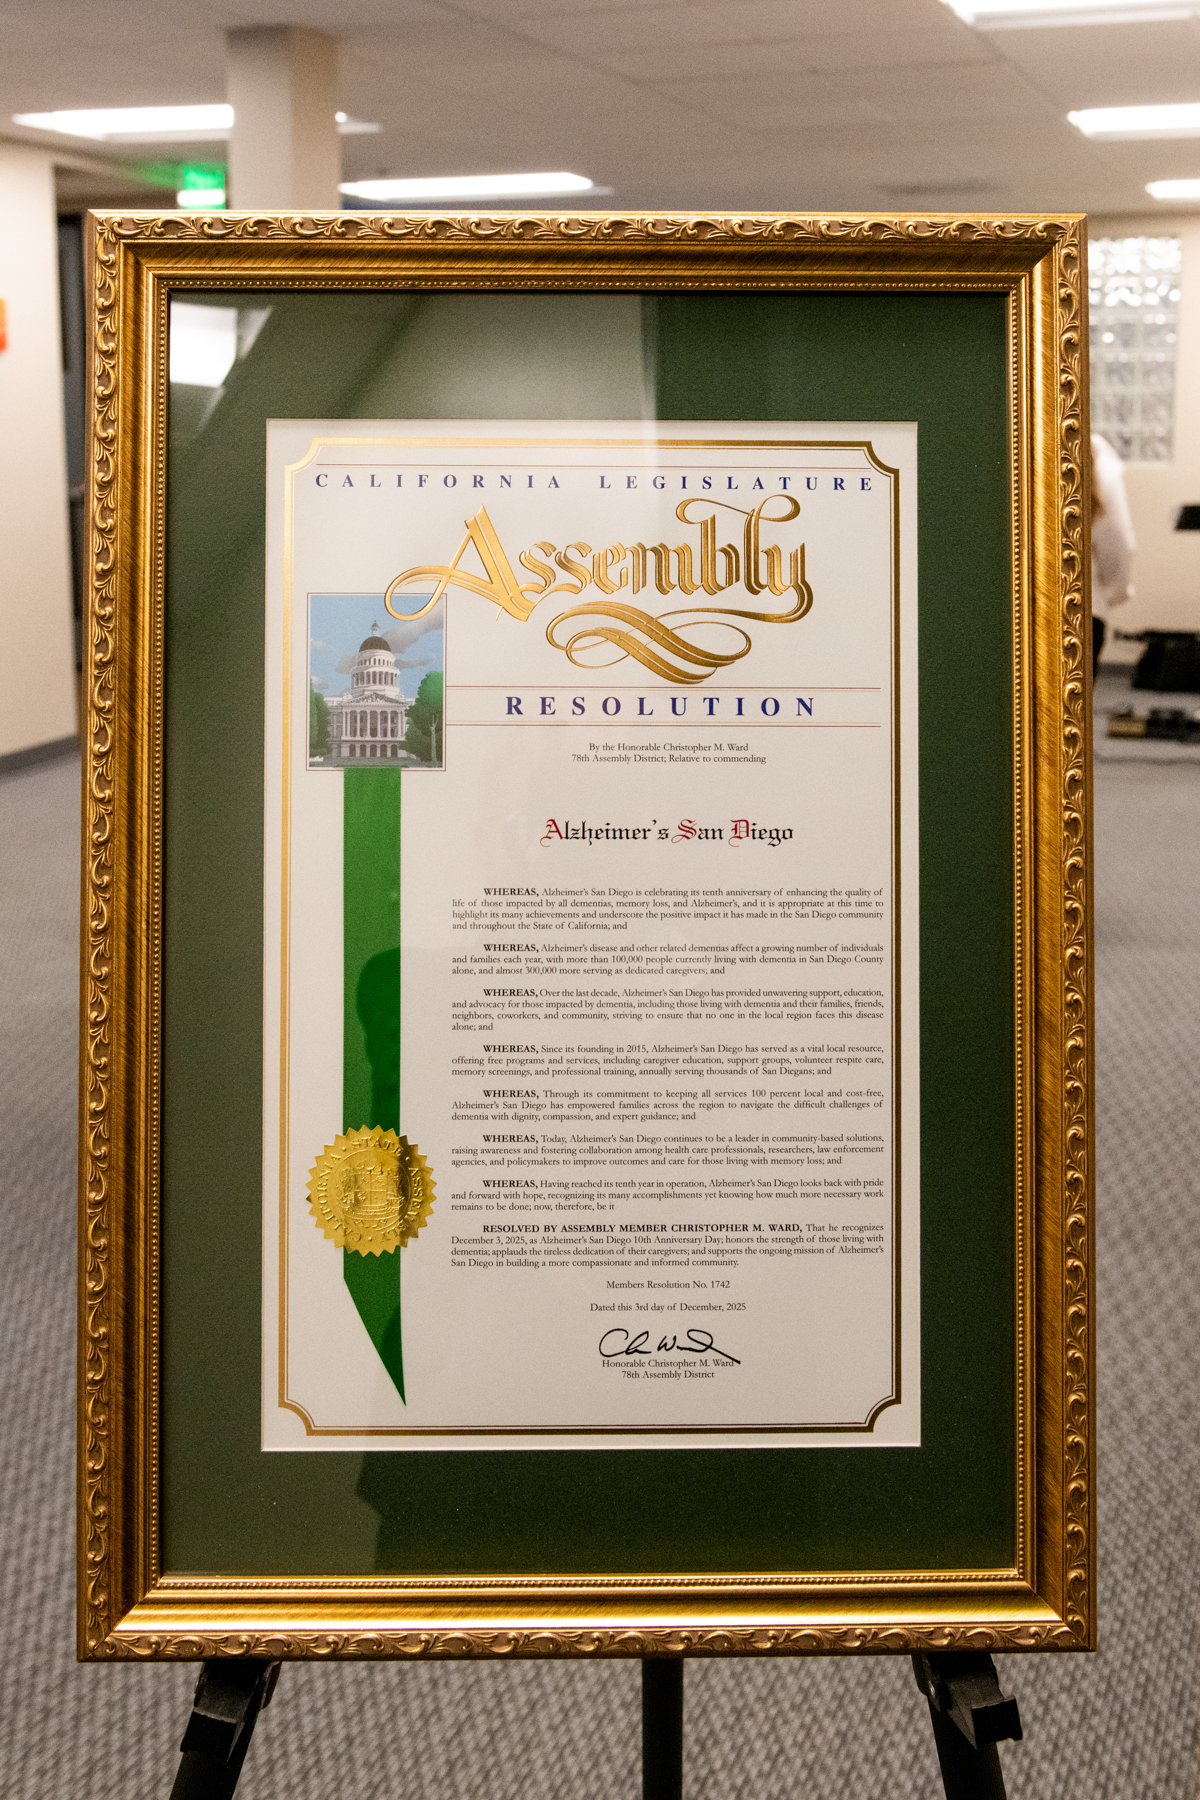 CALIFORNIA LEGISLATURE
Assembly
RESOLUTION
By the Honorable Christopher M. Ward
78th Assembly District; Relative to commending
Alzheimer's San Diego
WHEREAS, Alzheimer's San Diego is celebrating its tenth anniversary of enhancing the quality of
life of those impacted by all dementias, memory loss, and Alzheimer's, and it is appropriate at this time to
highlight its many achievements and underscore the positive impact it has made in the San Diego community
and throughout the State of California; and
WHEREAS, Alzheimer's disease and other related dementias affect a growing number of individuals
and families each year, with more than 100,000 people currently living with dementia in San Diego County
alone, and almost 300,000 more serving as dedicated caregivers; and
WHEREAS, Over the last decade, Alzheimer's San Diego has provided unwavering support, education,
and advocacy for those impacted by dementia, including those living with dementia and their families, friends,
neighbors, coworkers, and community, striving to ensure that no one in the local region faces this disease
alone; and
WHEREAS, Since its founding in 2015, Alzheimer's San Diego has served as a vital local resource,
offering free programs and services, including caregiver education, support groups, volunteer respite care,
memory screenings, and professional training, annually serving thousands of San Diegans; and
WHEREAS, Through its commitment to keeping all services 100 percent local and cost-free,
Alzheimer's San Diego has empowered families across the region to navigate the difficult challenges of
dementia with dignity, compassion, and expert guidance; and
WHEREAS, Today, Alzheimer's San Diego continues to be a leader in community-based solutions,
raising awareness and fostering collaboration among health care professionals, researchers, law enforcement
agencies, and policymakers to improve outcomes and care for those living with memory loss; and
WHEREAS, Having reached its tenth year in operation, Alzheimer's San Diego looks back with pride
and forward with hope, recognizing its many accomplishments yet knowing how much more necessary work
remains to be done; now, therefore, be it
RESOLVED BY ASSEMBLY MEMBER CHRISTOPHER M. WARD, That he recognizes
December 3, 2025, as Alzheimer's San Diego 10th Anniversary Day; honors the strength of those living with
dementia; applauds the tireless dedication of their caregivers; and supports the ongoing mission of Alzheimer's
San Diego in building a more compassionate and informed community.
Members Resolution No. 1742
Dated this 3rd day of December, 2025
Honorable Christopher M. Ward
78th Assembly District
CALIFORNIA • STATE ASSEMBLY •